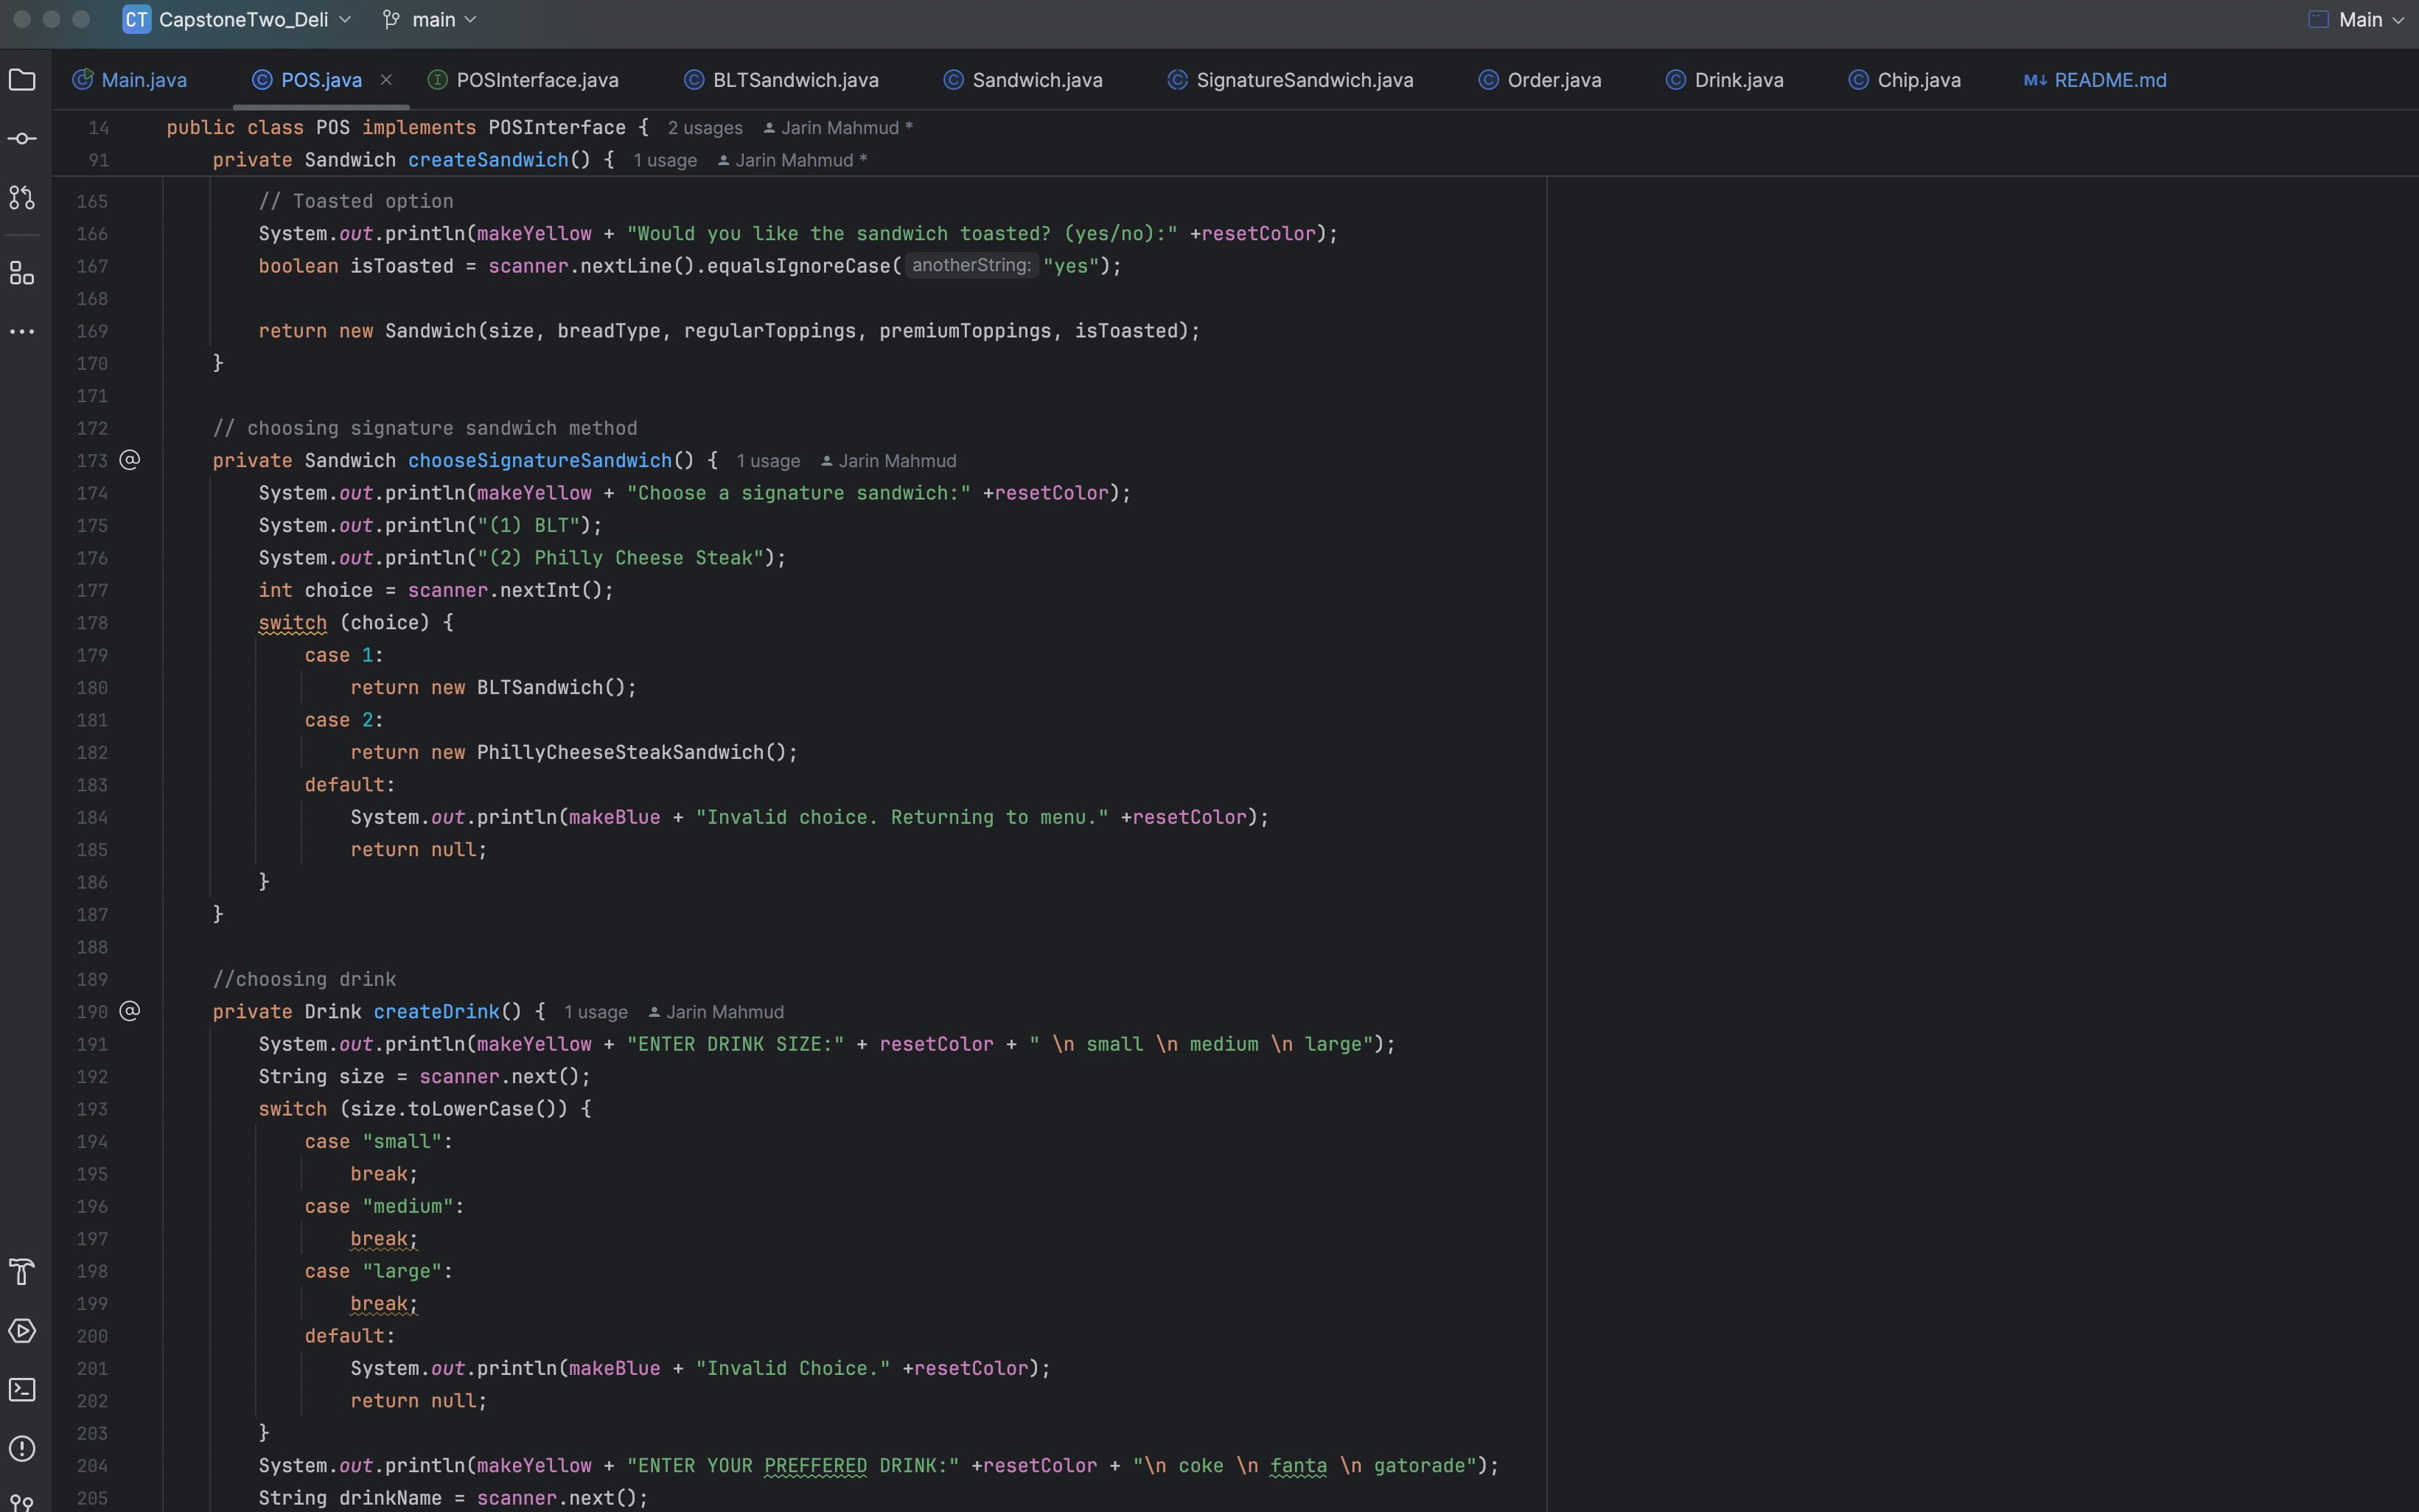 CT CapstoneTwo_Deli main Main
Main.java POS.java POSInterface.java BLTSandwich.java Sandwich.java SignatureSandwich.java Order.java Drink.java Chip.java M↓ README.md
14 public class POS implements POSInterface { 2 usages Jarin Mahmud *
91 private Sandwich createSandwich() { 1 usage Jarin Mahmud *
165 // Toasted option
166 System.out.println(makeYellow + "Would you like the sandwich toasted? (yes/no):" +resetColor);
167 boolean isToasted = scanner.nextLine().equalsIgnoreCase( anotherString: "yes");
168
169 return new Sandwich(size, breadType, regularToppings, premiumToppings, isToasted);
170 }
171
172 // choosing signature sandwich method
173 @ private Sandwich chooseSignatureSandwich() { 1 usage Jarin Mahmud
174 System.out.println(makeYellow + "Choose a signature sandwich:" +resetColor);
175 System.out.println("(1) BLT");
176 System.out.println("(2) Philly Cheese Steak");
177 int choice = scanner.nextInt();
178 switch (choice) {
179 case 1:
180 return new BLTSandwich();
181 case 2:
182 return new PhillyCheeseSteakSandwich();
183 default:
184 System.out.println(makeBlue + "Invalid choice. Returning to menu." +resetColor);
185 return null;
186 }
187 }
188
189 //choosing drink
190 @ private Drink createDrink() { 1 usage Jarin Mahmud
191 System.out.println(makeYellow + "ENTER DRINK SIZE:" + resetColor + " \n small \n medium \n large");
192 String size = scanner.next();
193 switch (size.toLowerCase()) {
194 case "small":
195 break;
196 case "medium":
197 break;
198 case "large":
199 break;
200 default:
201 System.out.println(makeBlue + "Invalid Choice." +resetColor);
202 return null;
203 }
204 System.out.println(makeYellow + "ENTER YOUR PREFFERED DRINK:" +resetColor + "\n coke \n fanta \n gatorade");
205 String drinkName = scanner.next();